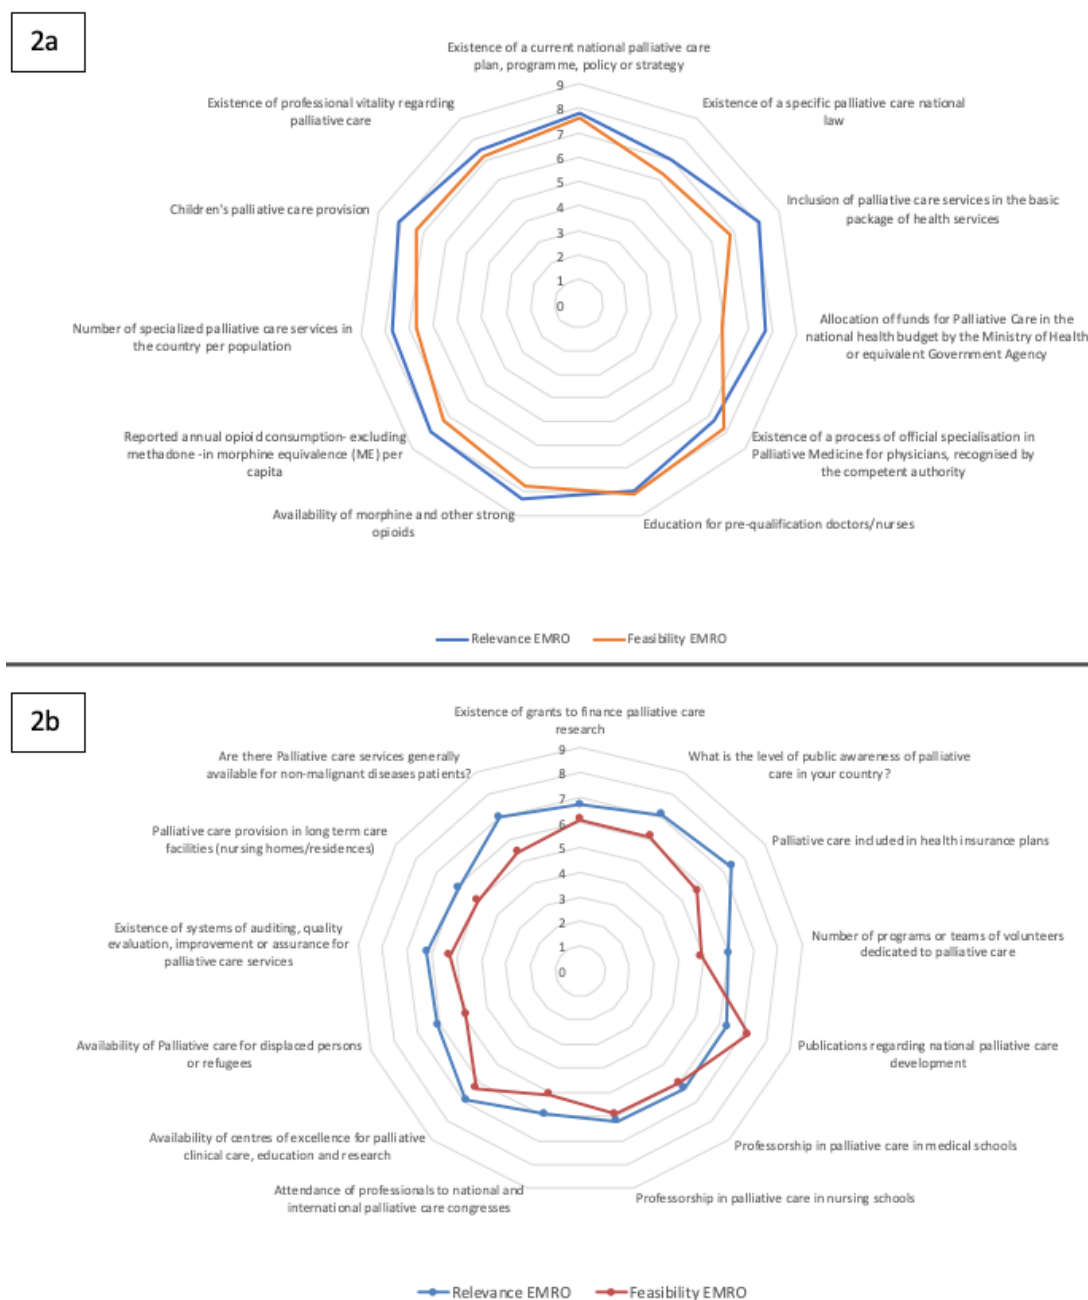 2a
Existence of a current national palliative care
plan, programme, policy or strategy
Existence of professional vitality regarding
palliative care
Existence of a specific palliative care national
law
Children's palliative care provision
Inclusion of palliative care services in the basic
package of health services
Number of specialized palliative care services in
the country per population
Allocation of funds for Palliative Care in the
national health budget by the Ministry of Health
or equivalent Government Agency
Reported annual opioid consumption- excluding
methadone -in morphine equivalence (ME) per
capita
Existence of a process of official specialisation in
Palliative Medicine for physicians, recognised by
the competent authority
Availability of morphine and other strong
opioids
Education for pre-qualification doctors/nurses
9
8
7
6
5
4
3
2
1
0
Relevance EMRO
Feasibility EMRO
2b
Existence of grants to finance palliative care
research
Are there Palliative care services generally
available for non-malignant diseases patients?
What is the level of public awareness of palliative
care in your country?
Palliative care provision in long term care
facilities (nursing homes/residences)
Palliative care included in health insurance plans
Existence of systems of auditing, quality
evaluation, improvement or assurance for
palliative care services
Number of programs or teams of volunteers
dedicated to palliative care
Availability of Palliative care for displaced persons
or refugees
Publications regarding national palliative care
development
Availability of centres of excellence for palliative
clinical care, education and research
Professorship in palliative care in medical schools
Attendance of professionals to national and
international palliative care congresses
Professorship in palliative care in nursing schools
9
8
7
6
5
4
3
2
1
0
Relevance EMRO
Feasibility EMRO